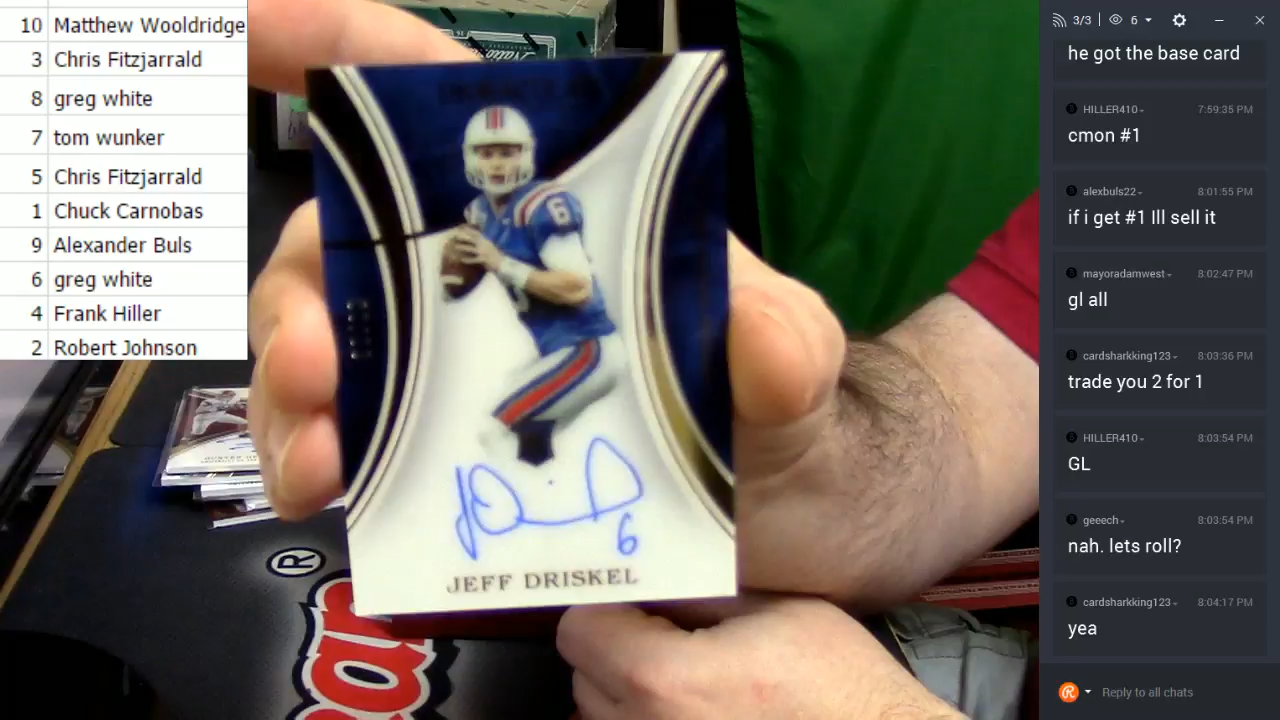 10 Matthew Wooldridge
3 Chris Fitzjarrald
8 greg white
7 tom wunker
5 Chris Fitzjarrald
1 Chuck Carnobas
9 Alexander Buls
6 greg white
4 Frank Hiller
2 Robert Johnson
6
JEFF DRISKEL
6
®
3/3 6
he got the base card
HILLER410 7:59:35 PM
cmon #1
alexbuls22 8:01:55 PM
if i get #1 Ill sell it
mayoradamwest 8:02:47 PM
gl all
cardsharkking123 8:03:36 PM
trade you 2 for 1
HILLER410 8:03:54 PM
GL
geeech 8:03:54 PM
nah. lets roll?
cardsharkking123 8:04:17 PM
yea
Reply to all chats